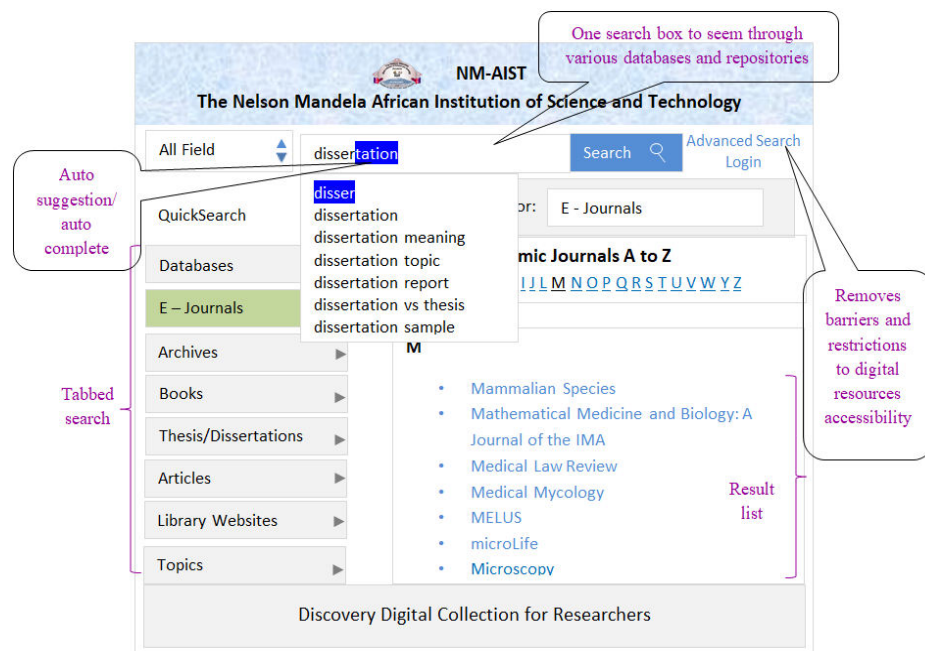 One search box to seem through
various databases and repositories
NM-AIST
The Nelson Mandela African Institution of Science and Technology
All Field
dissertation
Search
Advanced Search
Login
Auto
suggestion/
auto
complete
disser
dissertation
dissertation meaning
dissertation topic
dissertation report
dissertation vs thesis
dissertation sample
QuickSearch
or:
E - Journals
Databases
mic Journals A to Z
I J L M N O P Q R S T U V W Y Z
E – Journals
Removes
barriers and
restrictions
to digital
resources
accessibility
Archives
M
Tabbed
search
Books
Thesis/Dissertations
Articles
Library Websites
Topics
• Mammalian Species
• Mathematical Medicine and Biology: A
Journal of the IMA
• Medical Law Review
• Medical Mycology
• MELUS
• microLife
• Microscopy
Result
list
Discovery Digital Collection for Researchers